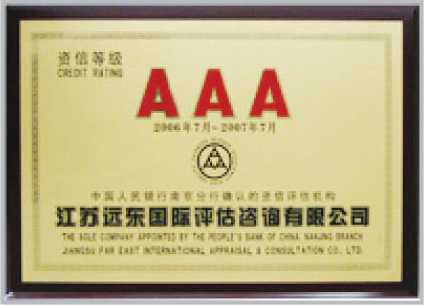 资信等级
CREDIT RATING
AAA
2006年7月-2007年7月
中国人民银行南京分行确认的资信评估机构
江苏远东国际评估咨询有限公司
THE SOLE COMPANY APPOINTED BY THE PEOPLE'S BANK OF CHINA, NANJING BRANCH
JIANGSU FAR EAST INTERNATIONAL APPRAISAL & CONSULTATION CO., LTD.